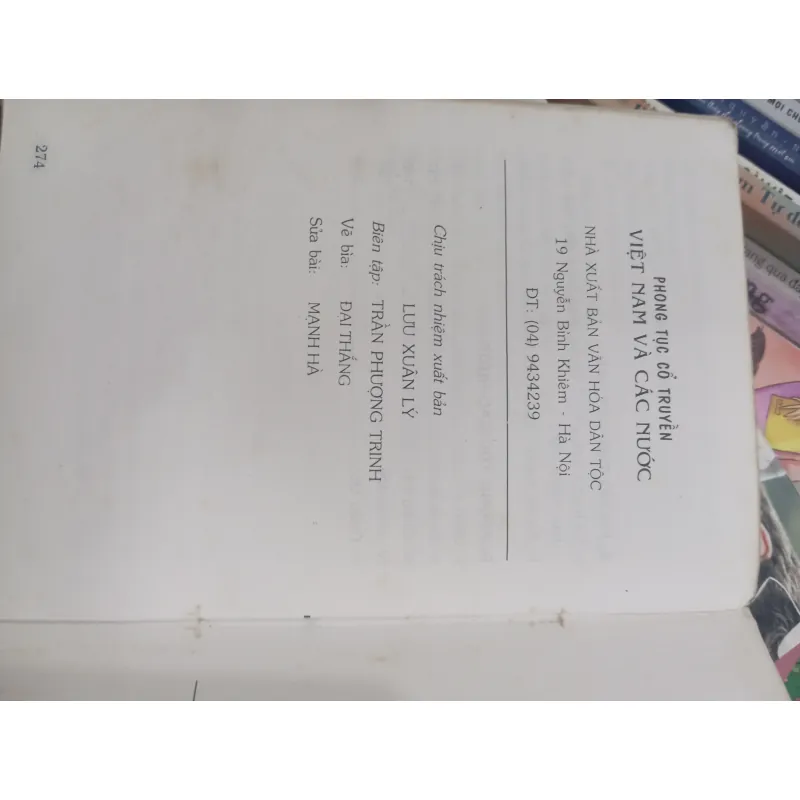 PHONG TỤC CỔ TRUYỀN
VIỆT NAM VÀ CÁC NƯỚC
NHÀ XUẤT BẢN VĂN HÓA DÂN TỘC
19 Nguyễn Bỉnh Khiêm - Hà Nội
ĐT: (04) 9434239
Chịu trách nhiệm xuất bản
LƯU XUÂN LÝ
Biên tập: TRẦN PHƯỢNG TRINH
Vẽ bìa: ĐẠI THẮNG
Sửa bài: MẠNH HÀ
274